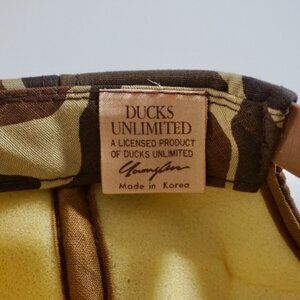 DUCKS
UNLIMITED
A LICENSED PRODUCT
OF DUCKS UNLIMITED
Made in Korea